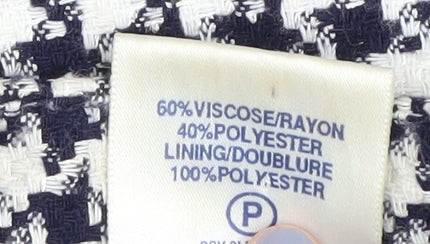 60%VISCOSE/RAYON
40%POLYESTER
LINING/DOUBLURE
100%POLYESTER
P